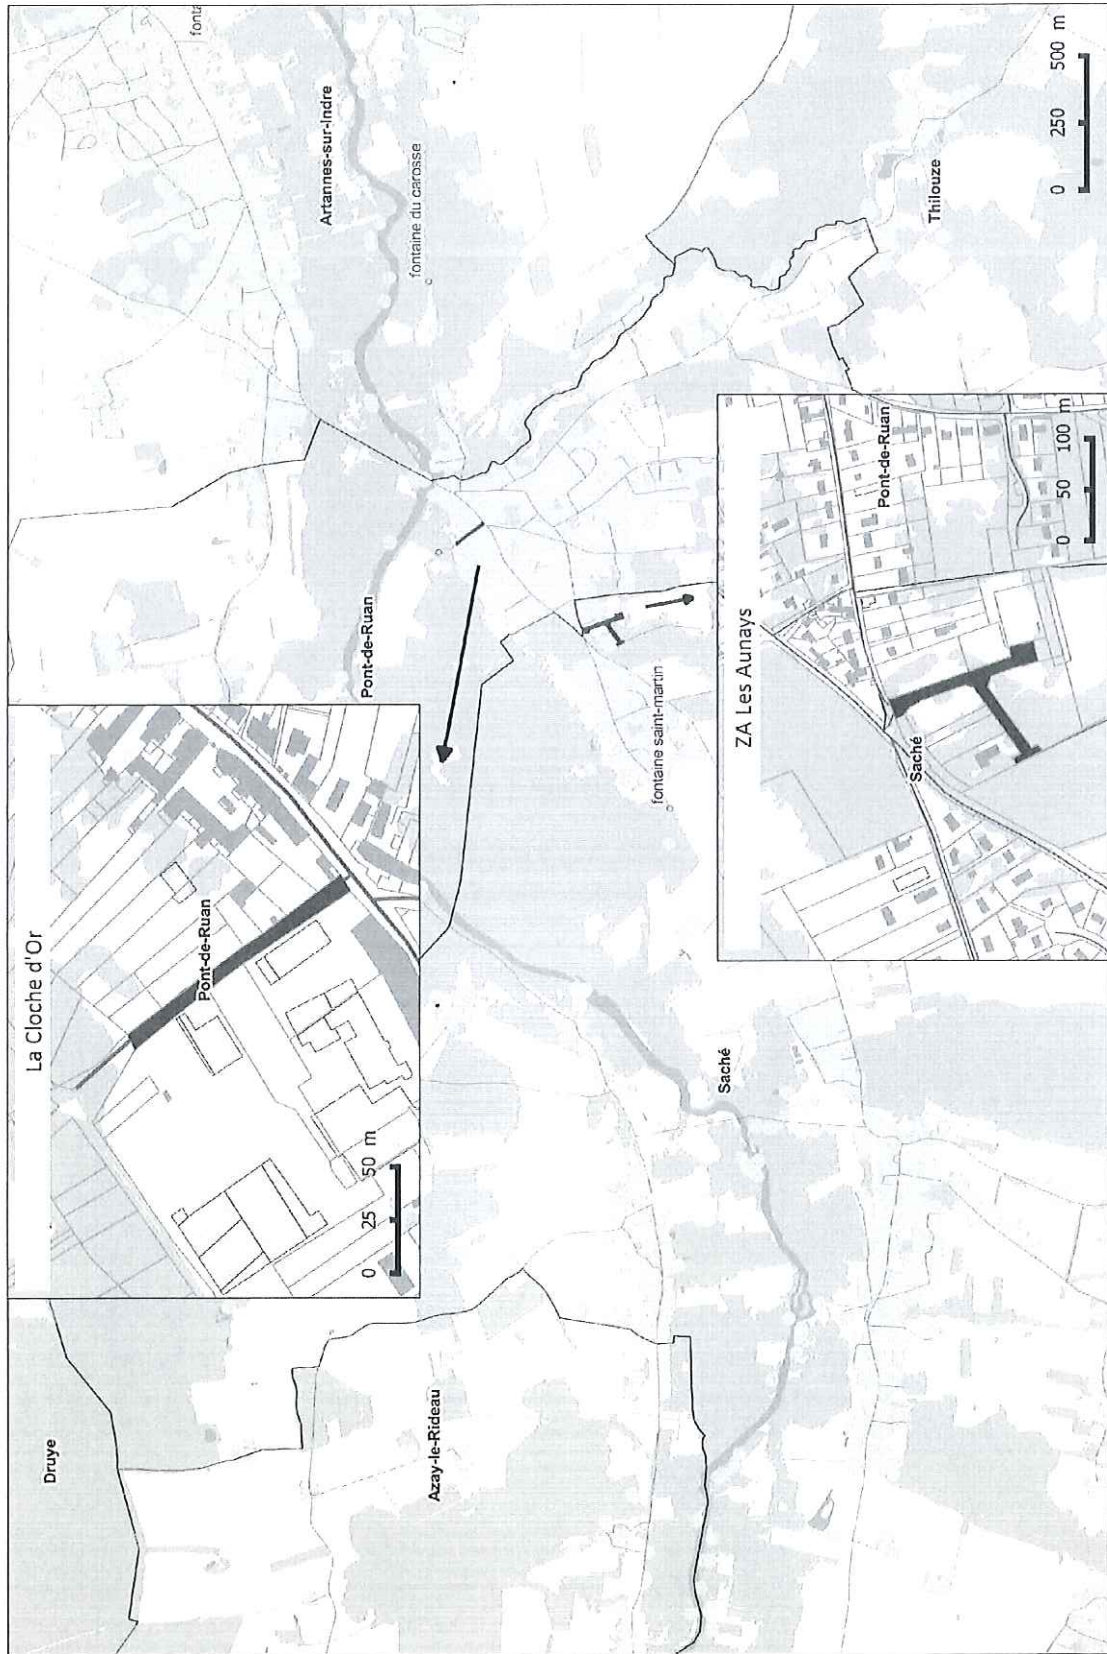 Druye
La Cloche d'Or
Pont-de-Ruan
0 25 50 m
Pont-de-Ruan
Artannes-sur-Indre
fontaine du carosse
Azay-le-Rideau
Saché
fontaine saint-martin
ZA Les Aunays
Saché
Pont-de-Ruan
0 50 100 m
Thilouze
0 250 500 m